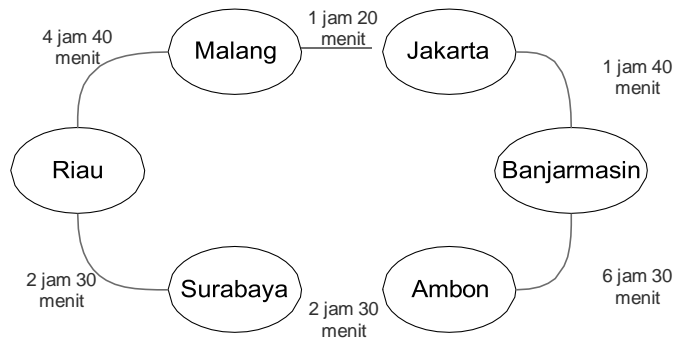 4 jam 40
menit
Malang
1 jam 20
menit
Jakarta
1 jam 40
menit
Riau
Banjarmasin
2 jam 30
menit
Surabaya
2 jam 30
menit
Ambon
6 jam 30
menit